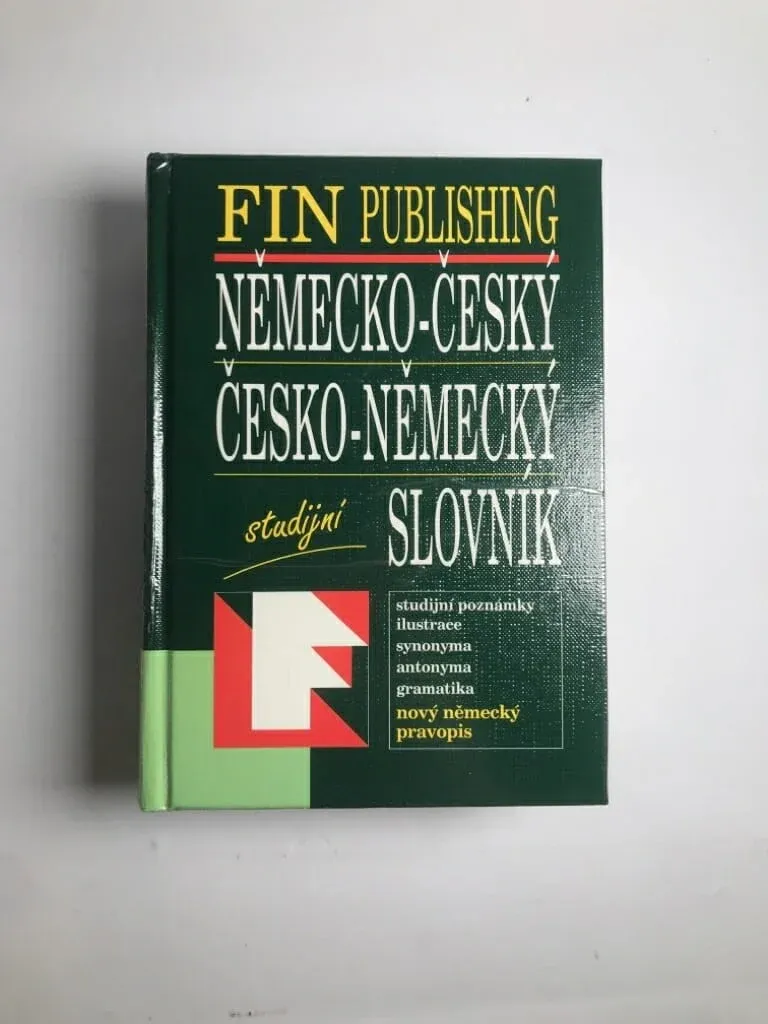 FIN PUBLISHING
NĚMECKO-ČESKÝ
ČESKO-NĚMECKÝ
studijní SLOVNÍK
studijní poznámky
ilustrace
synonyma
antonyma
gramatika
nový německý
pravopis